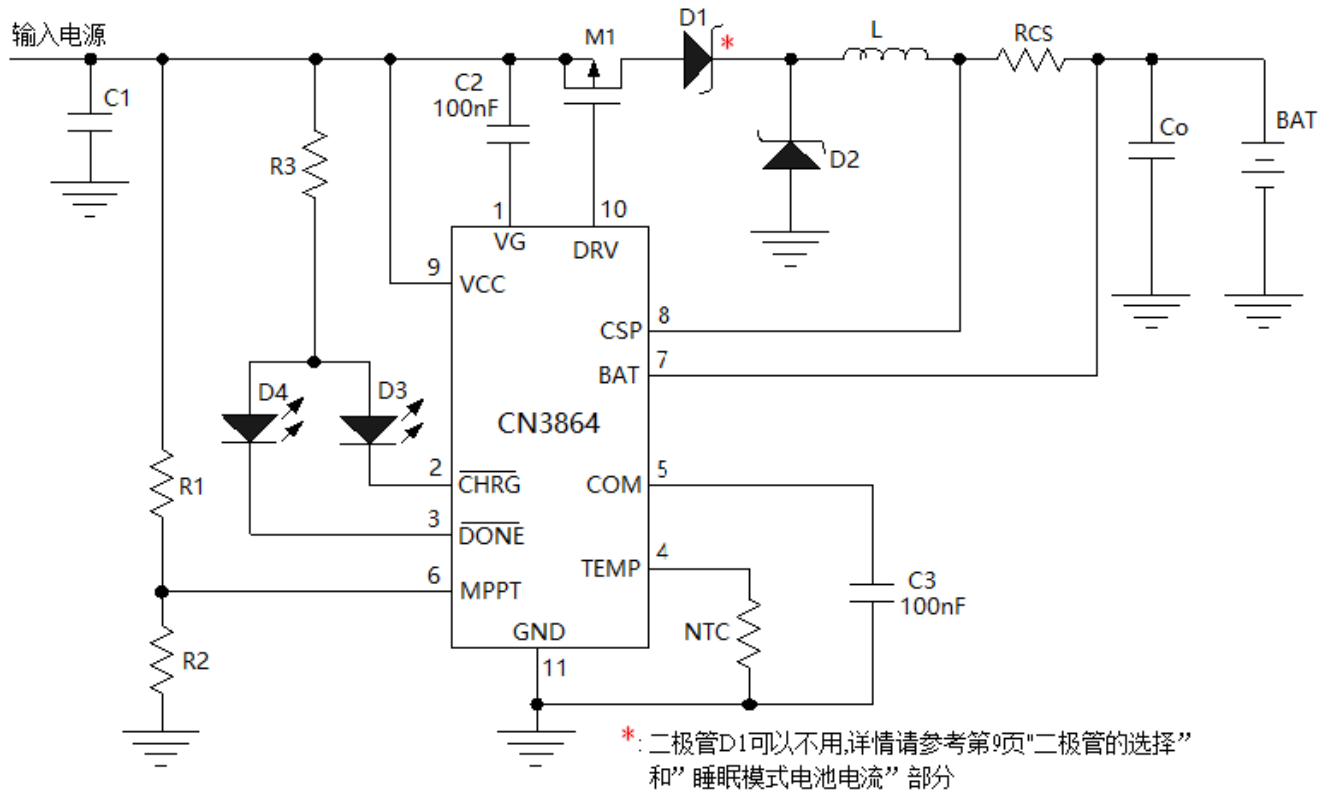 输入电源
M1
D1
*
L
RCS
C1
C2
100nF
R3
D2
Co
BAT
1
10
VG
DRV
9
VCC
8
CSP
7
BAT
D4
D3
CN3864
2
CHRG
5
COM
R1
3
DONE
4
TEMP
6
MPPT
C3
100nF
NTC
GND
R2
11
*: 二极管D1可以不用,详情请参考第9页"二极管的选择”
和”睡眠模式电池电流”部分